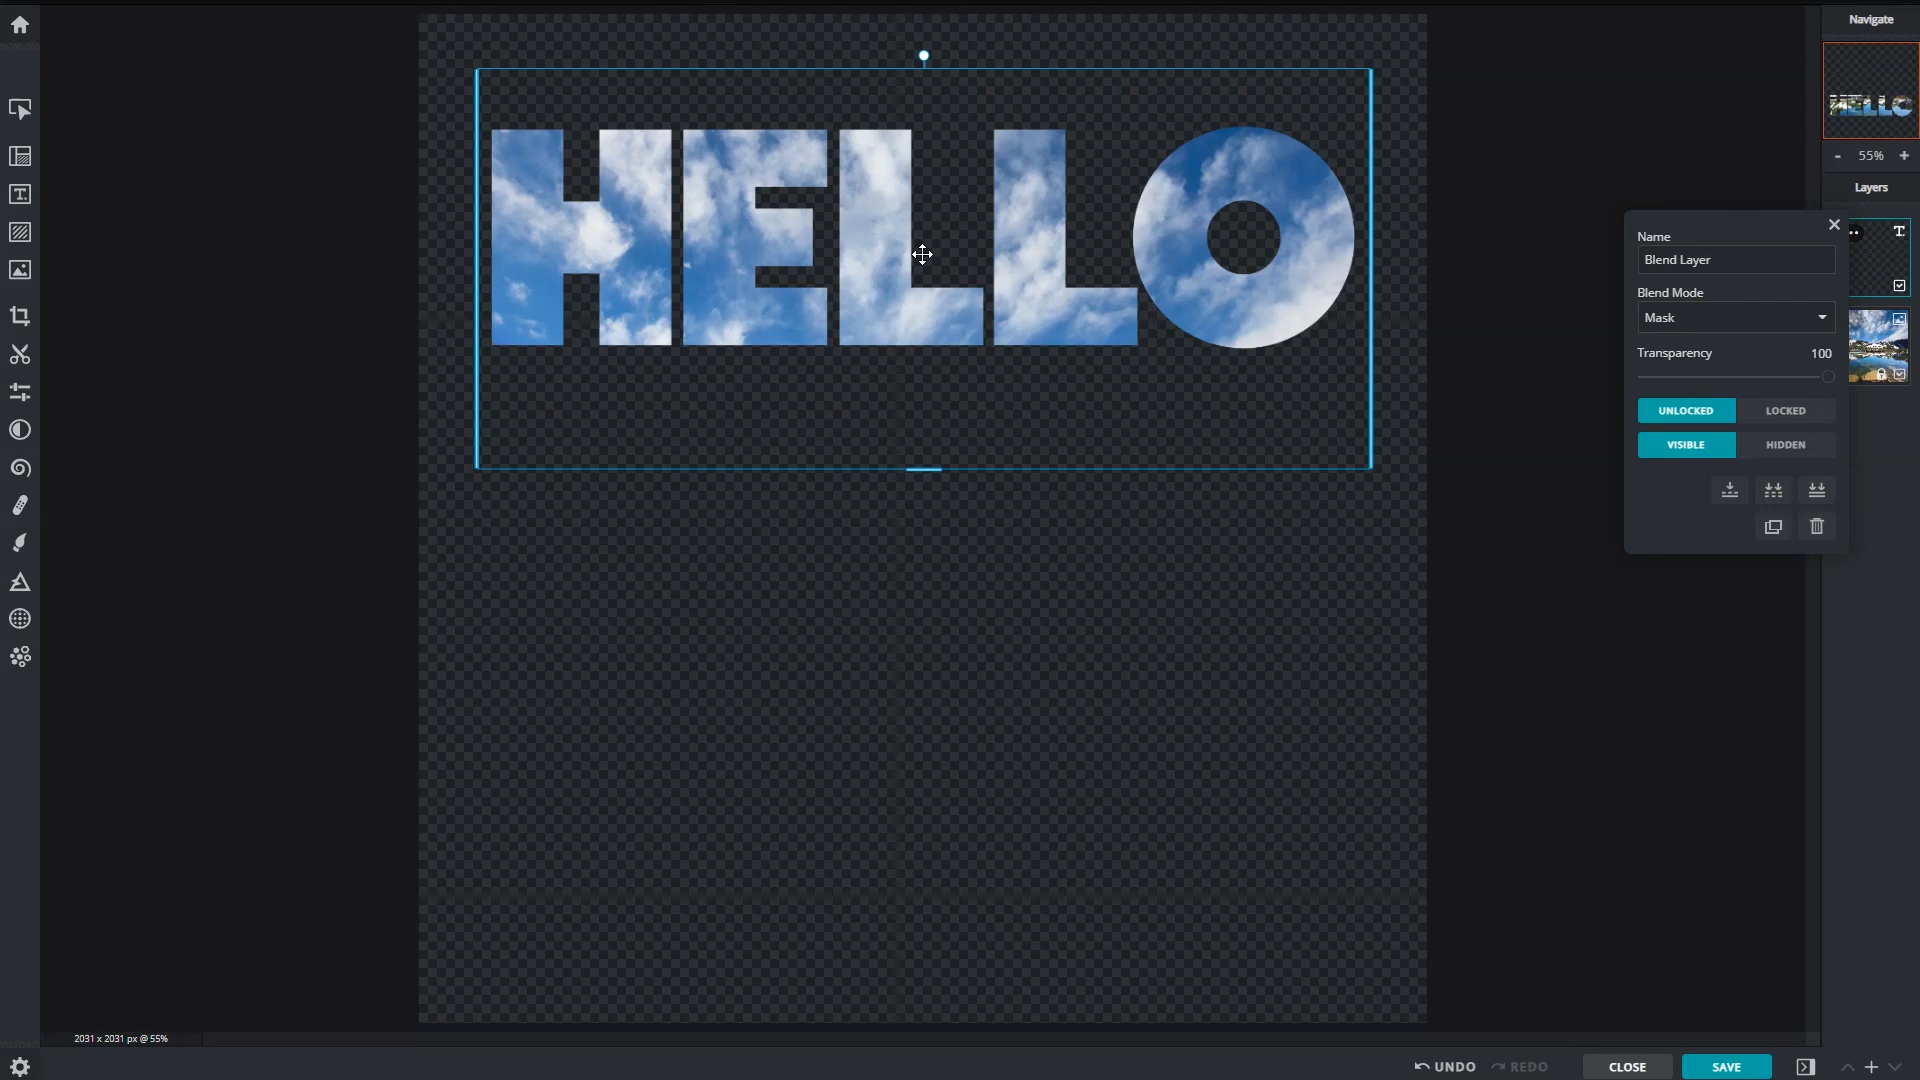 Navigate
HELLO
HELLO
- 55% +
Layers
Name
T
Blend Layer
Blend Mode
Mask
Transparency 100
UNLOCKED LOCKED
VISIBLE HIDDEN
2031 x 2031 px @ 55%
UNDO REDO CLOSE SAVE